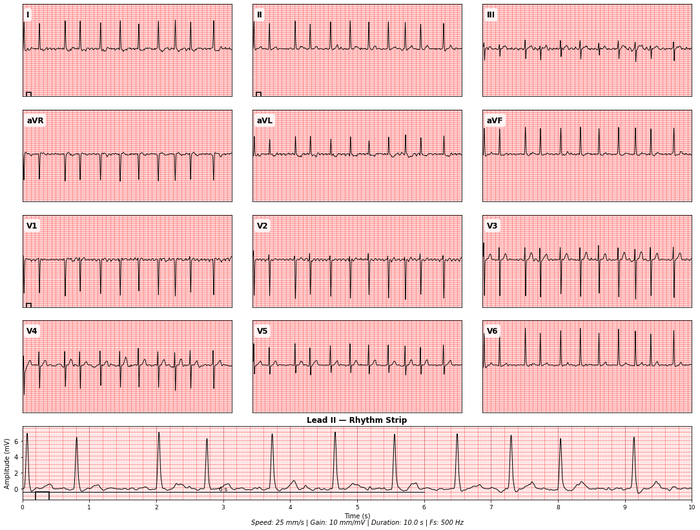 I
II
III
aVR
aVL
aVF
V1
V2
V3
V4
V5
V6
Lead II — Rhythm Strip
Amplitude (mV)
6
4
2
0
0 1 2 3 4 5 6 7 8 9 10
Time (s)
Speed: 25 mm/s | Gain: 10 mm/mV | Duration: 10.0 s | Fs: 500 Hz